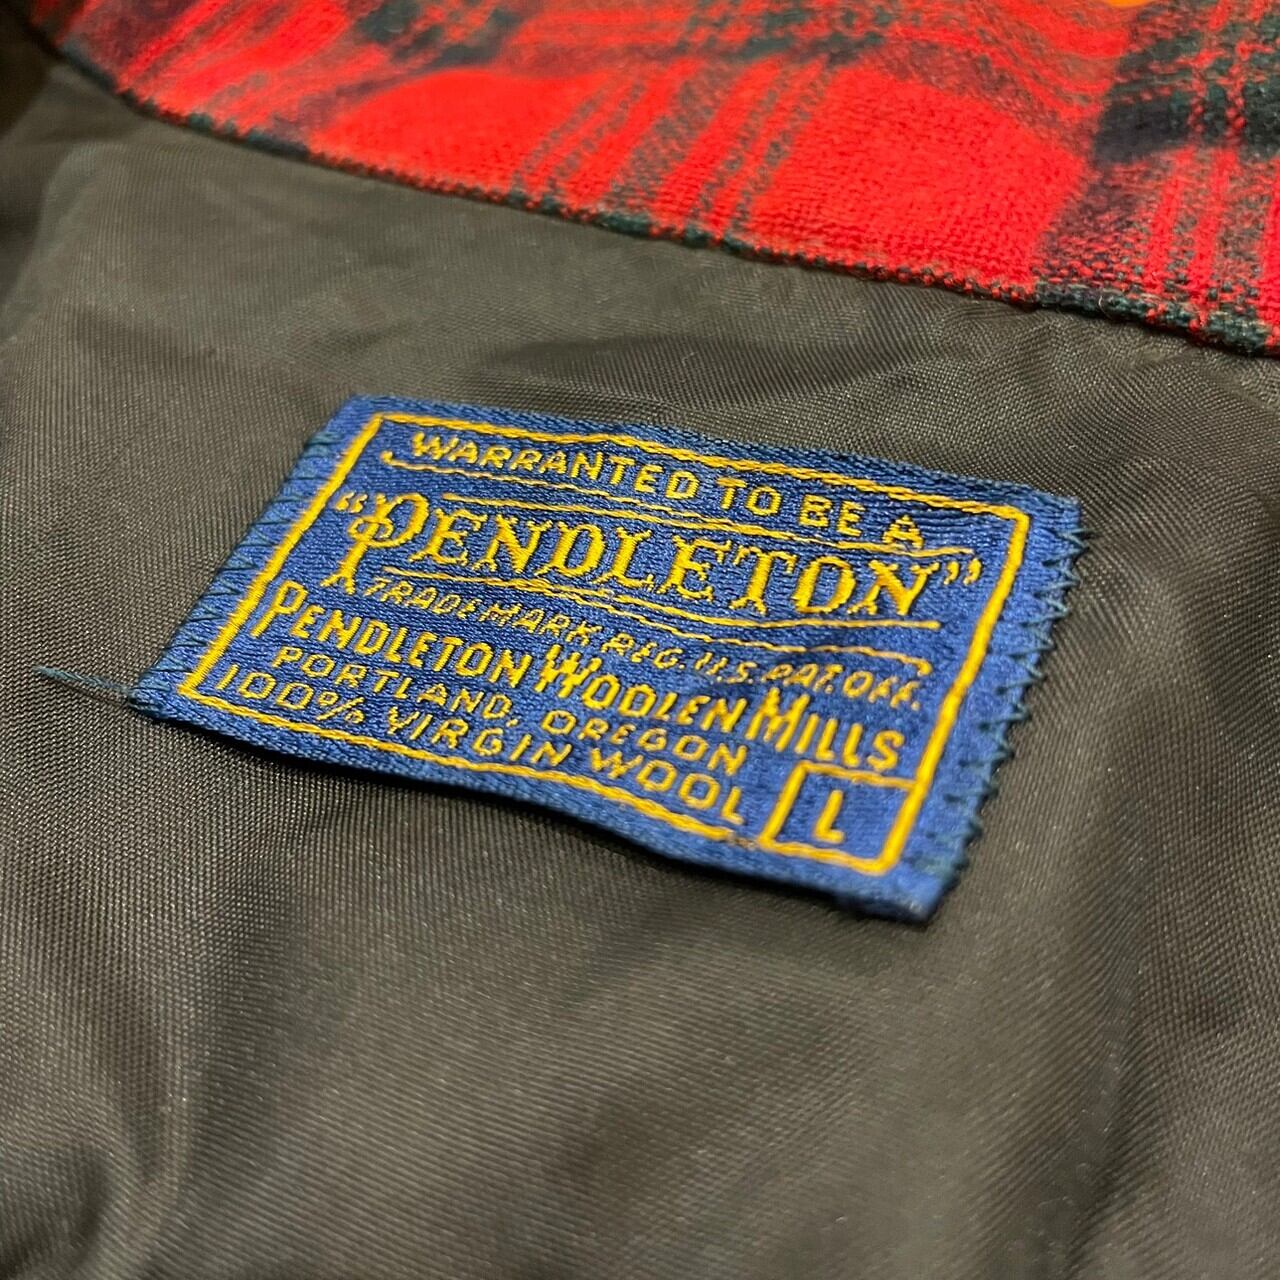 WARRANTED TO BE A
"PENDLETON"
TRADE MARK REG. U.S. PAT. OFF.
PENDLETON WOOLEN MILLS
PORTLAND, OREGON
100% VIRGIN WOOL
L